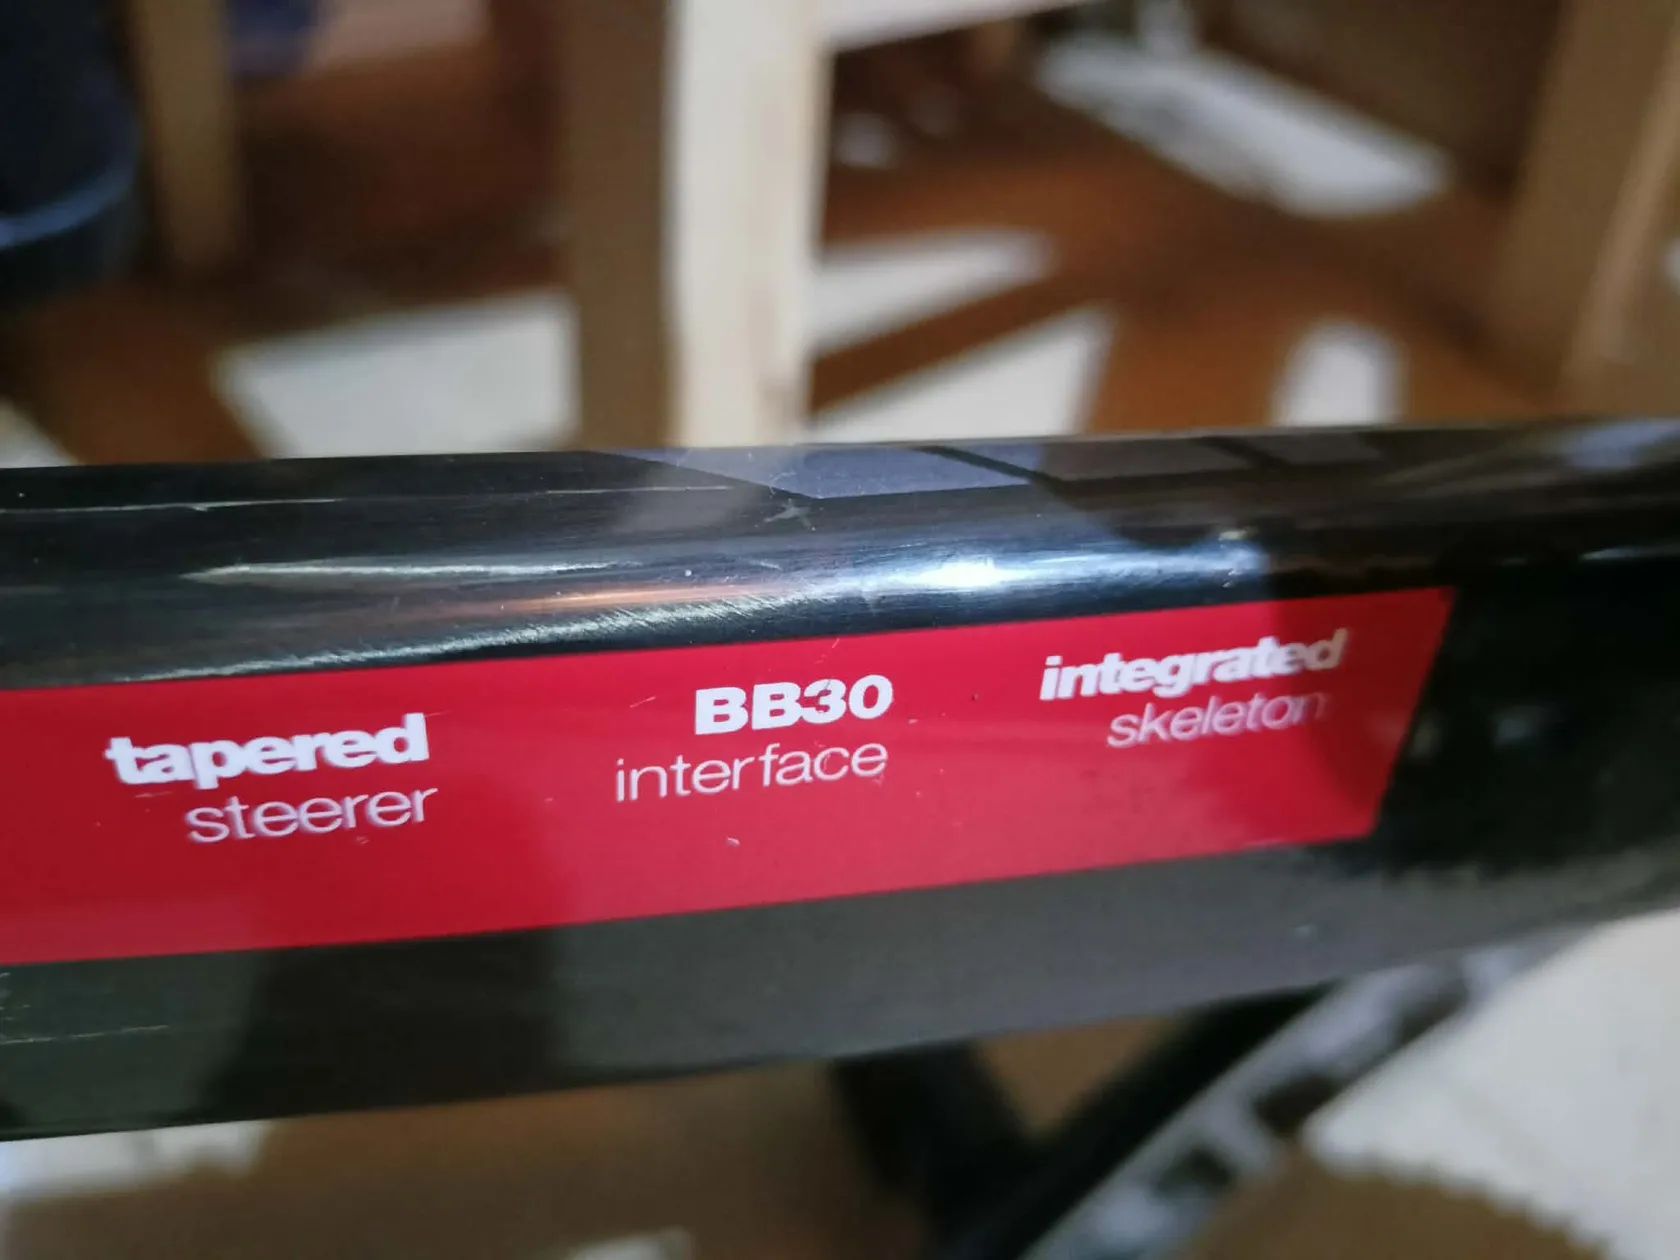 tapered
steerer
BB30
interface
integrated
skeleton